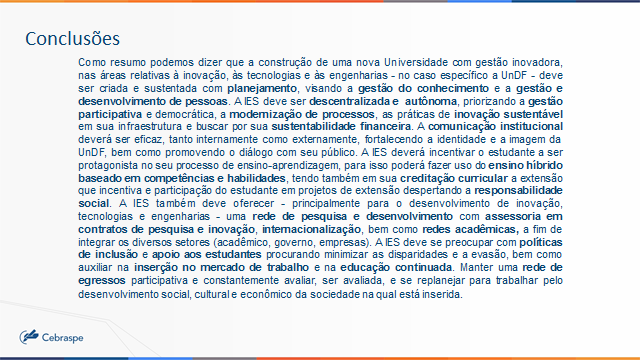 Conclusões
Como resumo podemos dizer que a construção de uma nova Universidade com gestão inovadora,
nas áreas relativas à inovação, às tecnologias e às engenharias - no caso específico a UnDF - deve
ser criada e sustentada com planejamento, visando a gestão do conhecimento e a gestão e
desenvolvimento de pessoas. A IES deve ser descentralizada e autônoma, priorizando a gestão
participativa e democrática, a modernização de processos, as práticas de inovação sustentável
em sua infraestrutura e buscar por sua sustentabilidade financeira. A comunicação institucional
deverá ser eficaz, tanto internamente como externamente, fortalecendo a identidade e a imagem da
UnDF, bem como promovendo o diálogo com seu público. A IES deverá incentivar o estudante a ser
protagonista no seu processo de ensino-aprendizagem, para isso poderá fazer uso do ensino híbrido
baseado em competências e habilidades, tendo também em sua creditação curricular a extensão
que incentiva e participação do estudante em projetos de extensão despertando a responsabilidade
social. A IES também deve oferecer - principalmente para o desenvolvimento de inovação,
tecnologias e engenharias - uma rede de pesquisa e desenvolvimento com assessoria em
contratos de pesquisa e inovação, internacionalização, bem como redes acadêmicas, a fim de
integrar os diversos setores (acadêmico, governo, empresas). A IES deve se preocupar com políticas
de inclusão e apoio aos estudantes procurando minimizar as disparidades e a evasão, bem como
auxiliar na inserção no mercado de trabalho e na educação continuada. Manter uma rede de
egressos participativa e constantemente avaliar, ser avaliada, e se replanejar para trabalhar pelo
desenvolvimento social, cultural e econômico da sociedade na qual está inserida.
Cebraspe